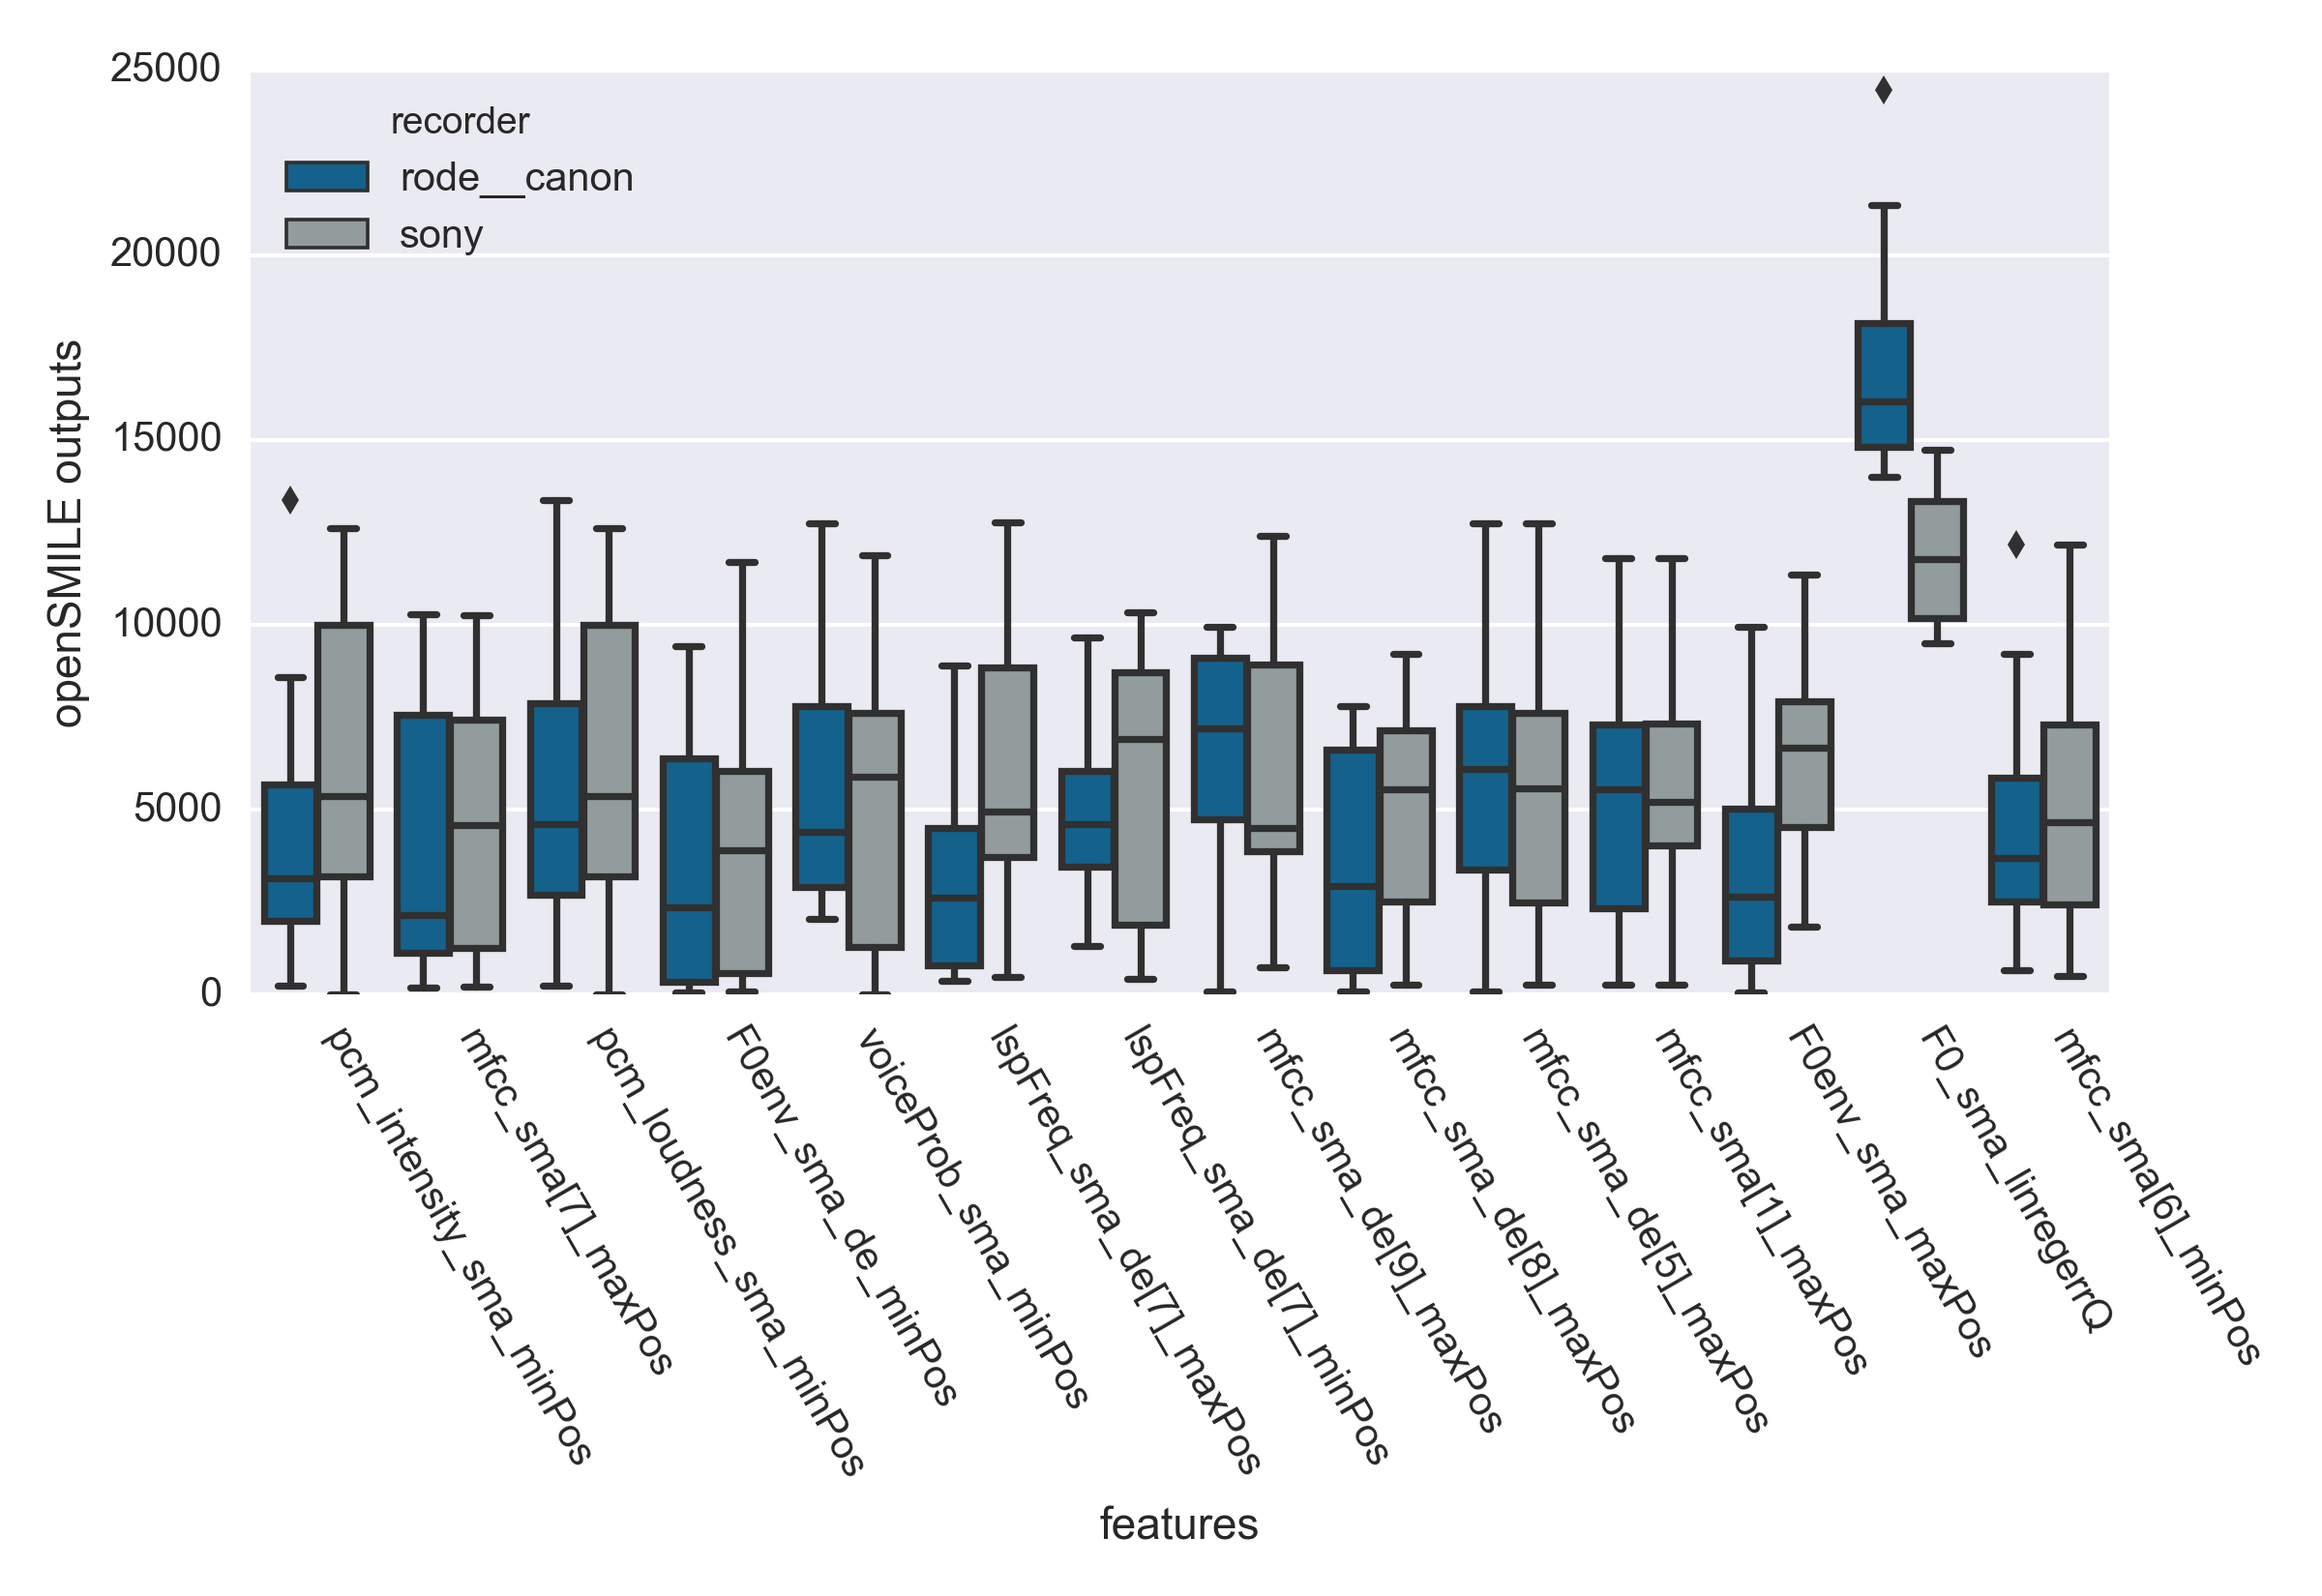 25000
20000
15000
10000
5000
0
openSMILE outputs
recorder
rode__canon
sony
pcm_intensity_sma_minPos
mfcc_sma[7]_maxPos
pcm_loudness_sma_minPos
F0env_sma_de_minPos
voiceProb_sma_minPos
lspFreq_sma_de[7]_maxPos
lspFreq_sma_de[7]_minPos
mfcc_sma_de[9]_maxPos
mfcc_sma_de[8]_maxPos
mfcc_sma_de[5]_maxPos
mfcc_sma[1]_maxPos
F0env_sma_maxPos
F0_sma_linregerrQ
mfcc_sma[6]_minPos
features